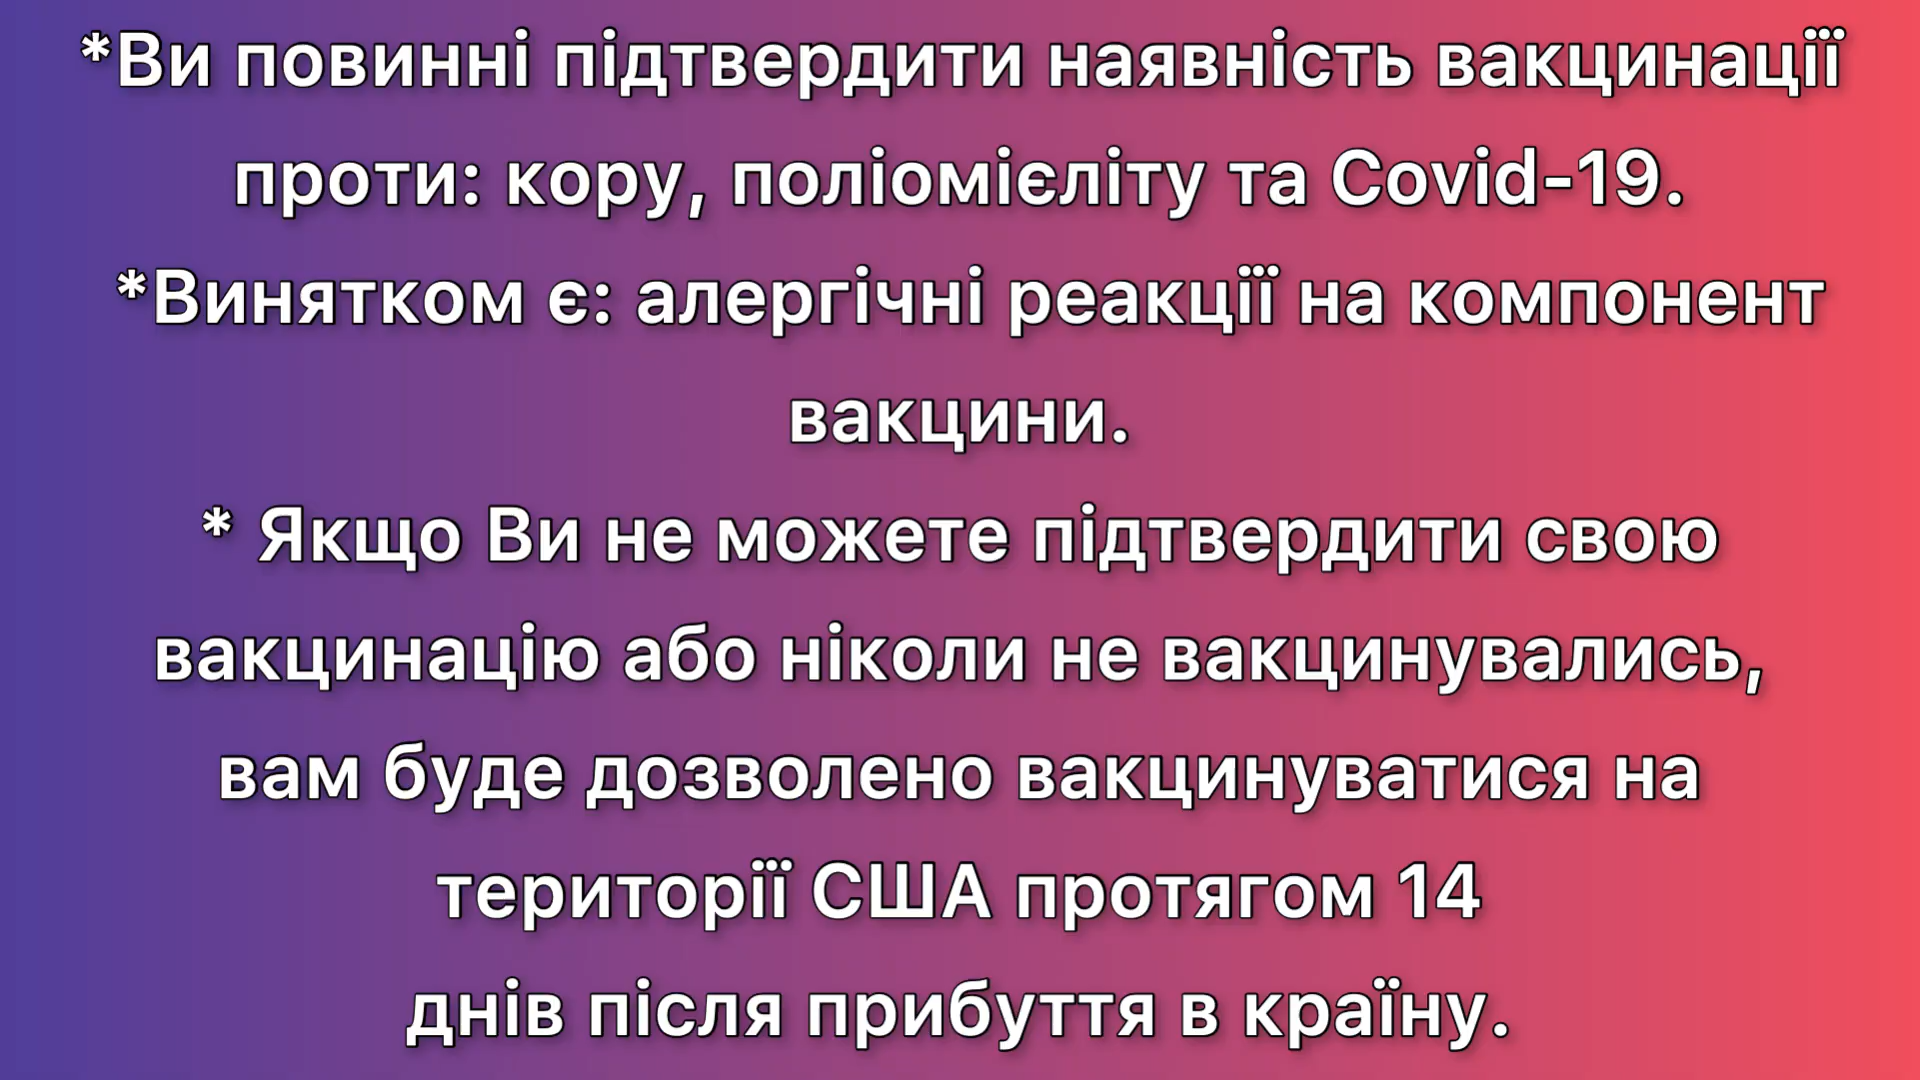 *Ви повинні підтвердити наявність вакцинації
проти: кору, поліомієліту та Covid-19.
*Винятком є: алергічні реакції на компонент
вакцини.
* Якщо Ви не можете підтвердити свою
вакцинацію або ніколи не вакцинувались,
вам буде дозволено вакцинуватися на
території США протягом 14
днів після прибуття в країну.